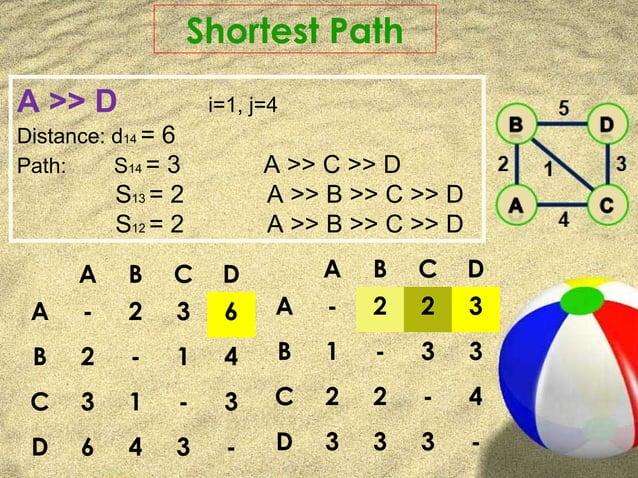 Shortest Path
A >> D i=1, j=4
Distance: d14 = 6
Path: S14 = 3 A >> C >> D
S13 = 2 A >> B >> C >> D
S12 = 2 A >> B >> C >> D
5
B D
2 1 3
A C
4
A B C D
A - 2 3 6
B 2 - 1 4
C 3 1 - 3
D 6 4 3 -
A B C D
A - 2 2 3
B 1 - 3 3
C 2 2 - 4
D 3 3 3 -